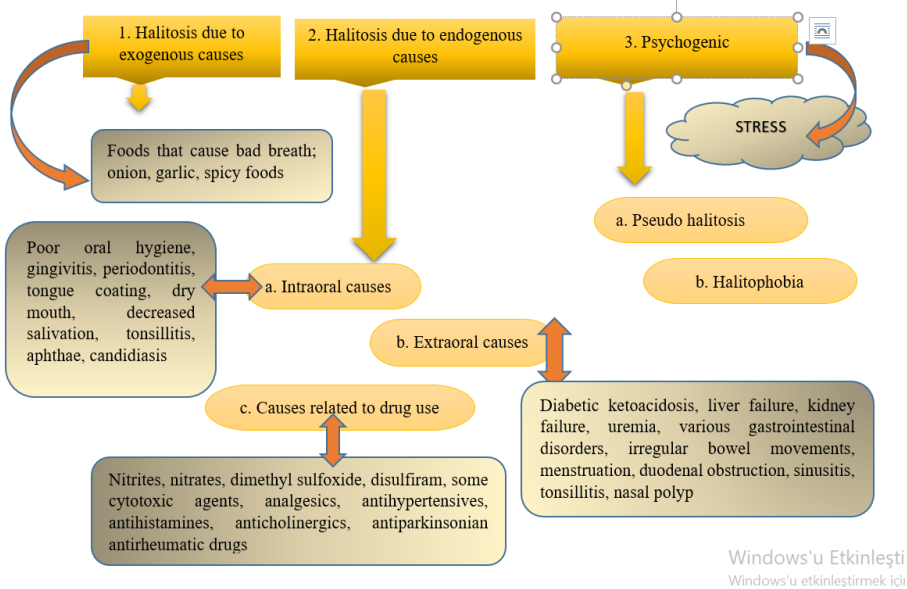 1. Halitosis due to
exogenous causes
2. Halitosis due to endogenous
causes
3. Psychogenic
STRESS
Foods that cause bad breath;
onion, garlic, spicy foods
a. Pseudo halitosis
b. Halitophobia
Poor oral hygiene,
gingivitis, periodontitis,
tongue coating, dry
mouth, decreased
salivation, tonsillitis,
aphthae, candidiasis
a. Intraoral causes
b. Extraoral causes
c. Causes related to drug use
Diabetic ketoacidosis, liver failure, kidney
failure, uremia, various gastrointestinal
disorders, irregular bowel movements,
menstruation, duodenal obstruction, sinusitis,
tonsillitis, nasal polyp
Nitrites, nitrates, dimethyl sulfoxide, disulfiram, some
cytotoxic agents, analgesics, antihypertensives,
antihistamines, anticholinergics, antiparkinsonian
antirheumatic drugs
Windows'u Etkinleşti
Windows'u etkinleştirmek için